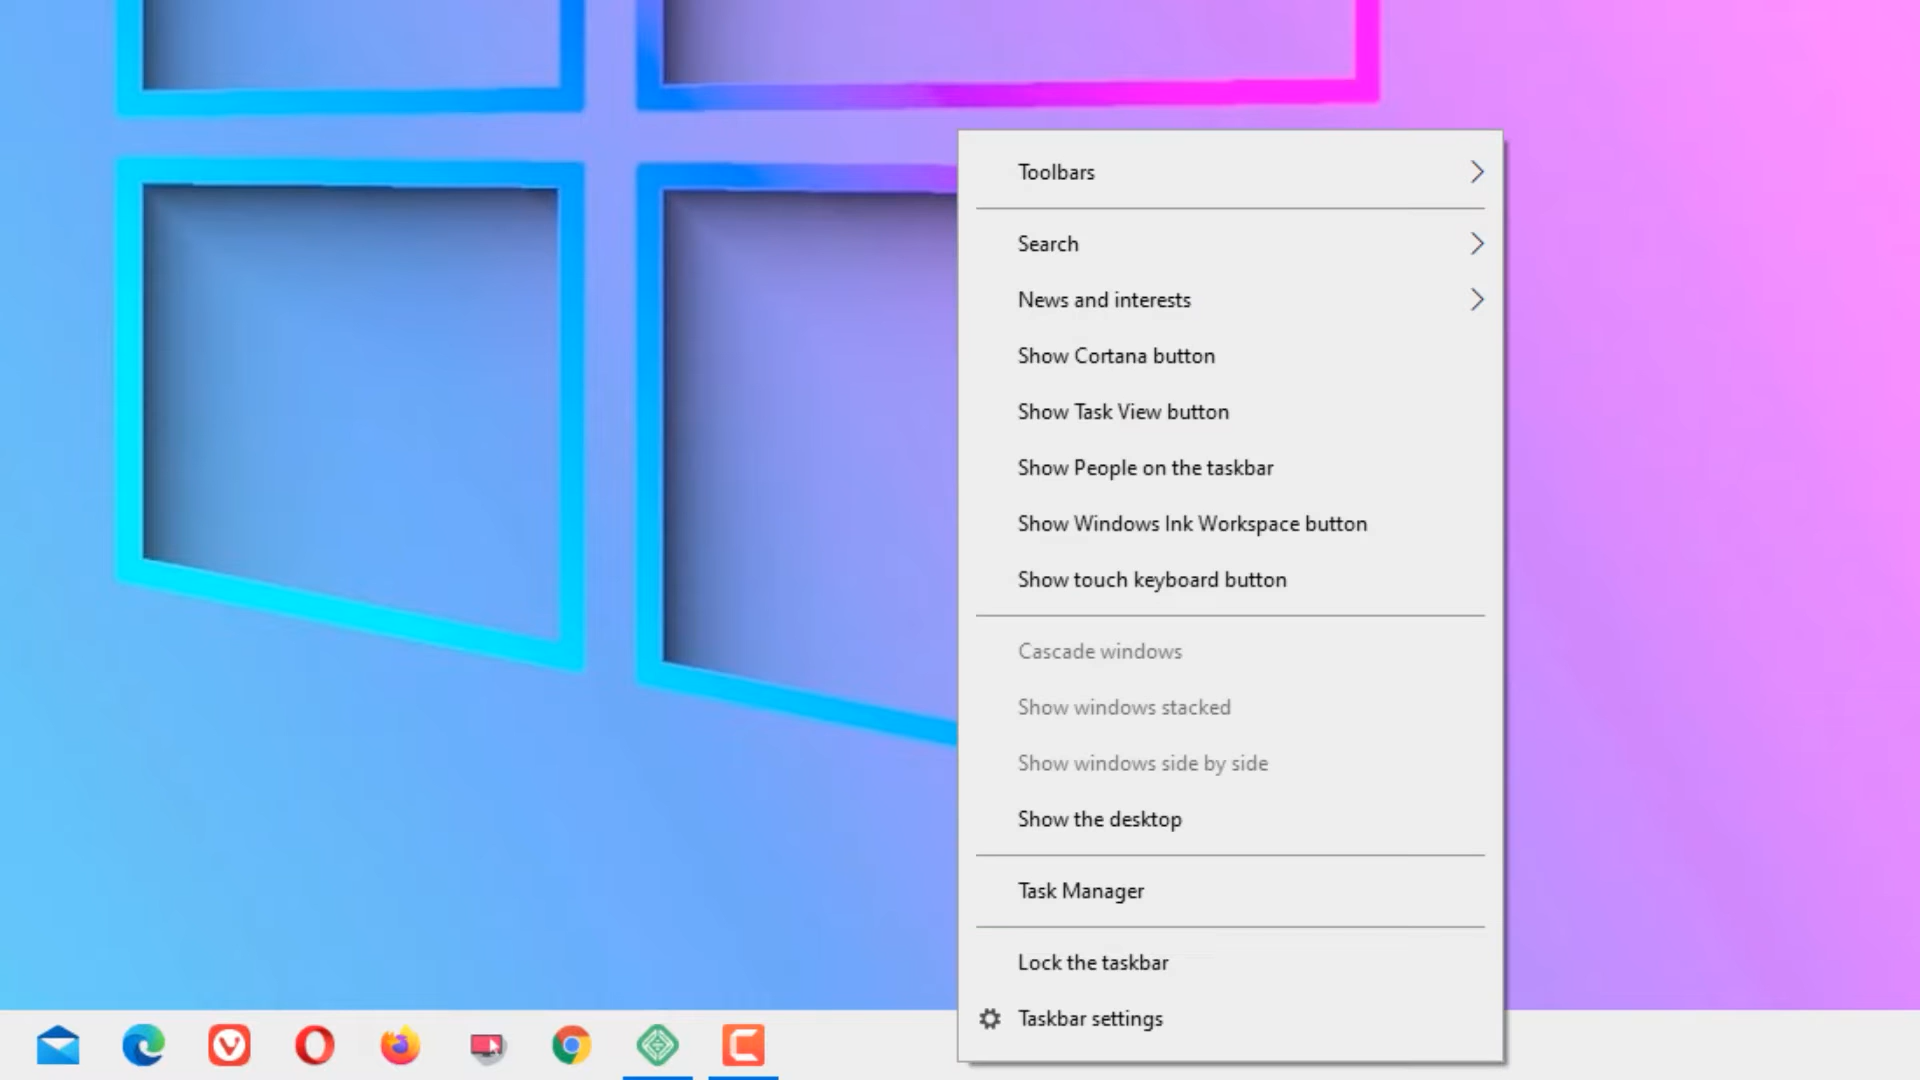 Toolbars
Search
News and interests
Show Cortana button
Show Task View button
Show People on the taskbar
Show Windows Ink Workspace button
Show touch keyboard button
Cascade windows
Show windows stacked
Show windows side by side
Show the desktop
Task Manager
Lock the taskbar
Taskbar settings